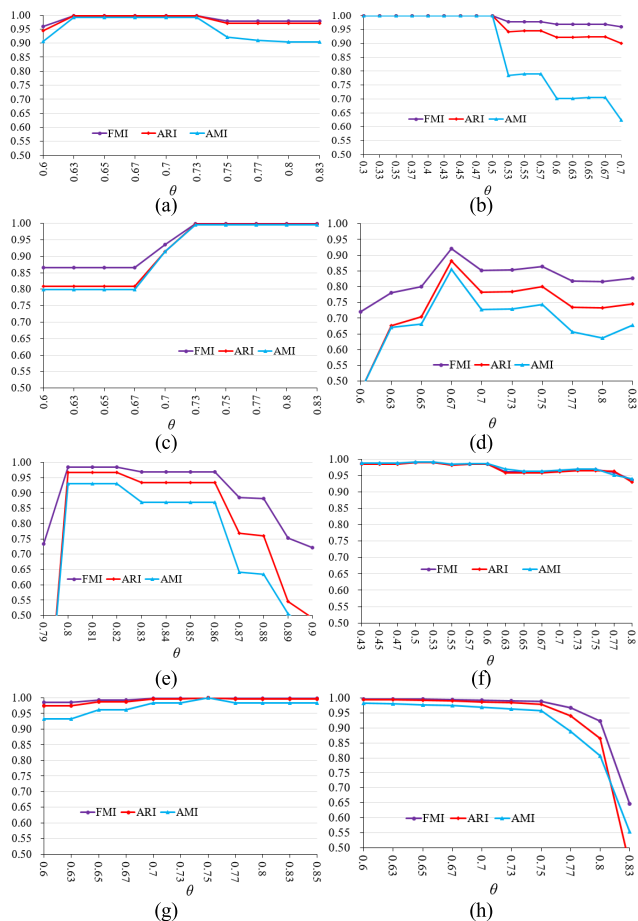 1.00 0.95 0.90 0.85 0.80 0.75 0.70 0.65 0.60 0.55 0.50
FMI ARI AMI
0.6 0.63 0.65 0.67 0.7 0.73 0.75 0.77 0.8 0.83
θ
(a)
1.00 0.95 0.90 0.85 0.80 0.75 0.70 0.65 0.60 0.55 0.50
FMI ARI AMI
0.3 0.33 0.35 0.37 0.4 0.43 0.45 0.47 0.5 0.53 0.55 0.57 0.6 0.63 0.65 0.67 0.7
θ
(b)
1.00 0.95 0.90 0.85 0.80 0.75 0.70 0.65 0.60 0.55 0.50
FMI ARI AMI
0.6 0.63 0.65 0.67 0.7 0.73 0.75 0.77 0.8 0.83
θ
(c)
1.00 0.95 0.90 0.85 0.80 0.75 0.70 0.65 0.60 0.55 0.50
FMI ARI AMI
0.6 0.63 0.65 0.67 0.7 0.73 0.75 0.77 0.8 0.83
θ
(d)
1.00 0.95 0.90 0.85 0.80 0.75 0.70 0.65 0.60 0.55 0.50
FMI ARI AMI
0.79 0.8 0.81 0.82 0.83 0.84 0.85 0.86 0.87 0.88 0.89 0.9
θ
(e)
1.00 0.95 0.90 0.85 0.80 0.75 0.70 0.65 0.60 0.55 0.50
FMI ARI AMI
0.43 0.45 0.47 0.5 0.53 0.55 0.57 0.6 0.63 0.65 0.67 0.7 0.73 0.75 0.77 0.8
θ
(f)
1.00 0.95 0.90 0.85 0.80 0.75 0.70 0.65 0.60 0.55 0.50
FMI ARI AMI
0.6 0.63 0.65 0.67 0.7 0.73 0.75 0.77 0.8 0.83 0.85
θ
(g)
1.00 0.95 0.90 0.85 0.80 0.75 0.70 0.65 0.60 0.55 0.50
FMI ARI AMI
0.6 0.63 0.65 0.67 0.7 0.73 0.75 0.77 0.8 0.83
θ
(h)